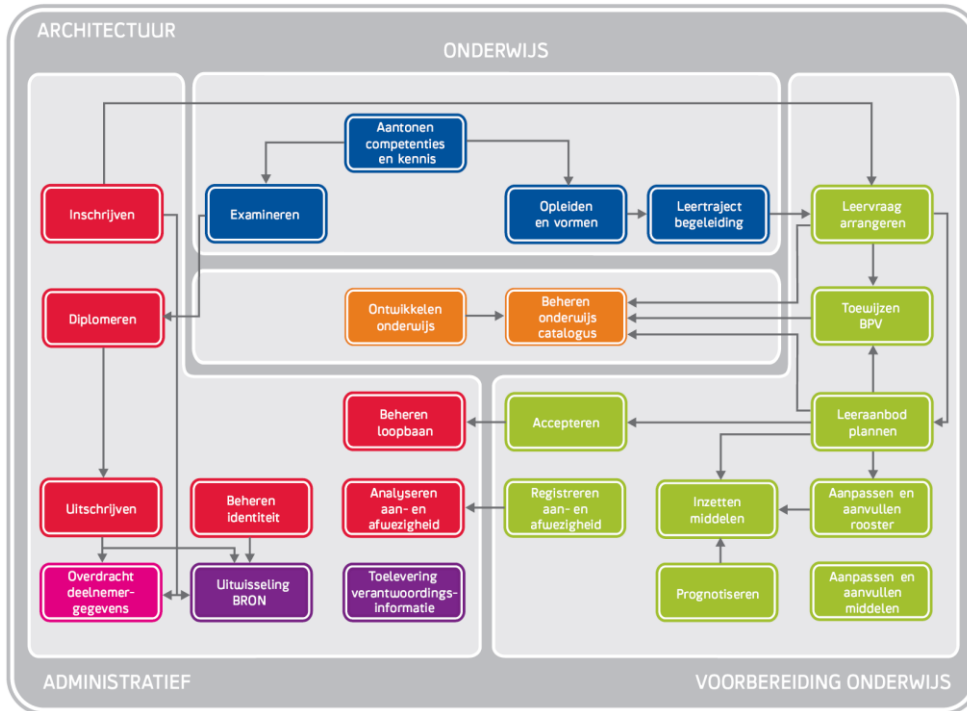 ARCHITECTUUR
ONDERWIJS
Aantonen
competenties
en kennis
Inschrijven
Examineren
Opleiden
en vormen
Leertraject
begeleiding
Leervraag
arrangeren
Diplomeren
Ontwikkelen
onderwijs
Beheren
onderwijs
catalogus
Toewijzen
BPV
Beheren
loopbaan
Accepteren
Leeraanbod
plannen
Uitschrijven
Beheren
identiteit
Analyseren
aan- en
afwezigheid
Registreren
aan- en
afwezigheid
Inzetten
middelen
Aanpassen en
aanvullen
rooster
Overdracht
deelnemer-
gegevens
Uitwisseling
BRON
Toelevering
verantwoordings-
informatie
Prognotiseren
Aanpassen en
aanvullen
middelen
ADMINISTRATIEF
VOORBEREIDING ONDERWIJS